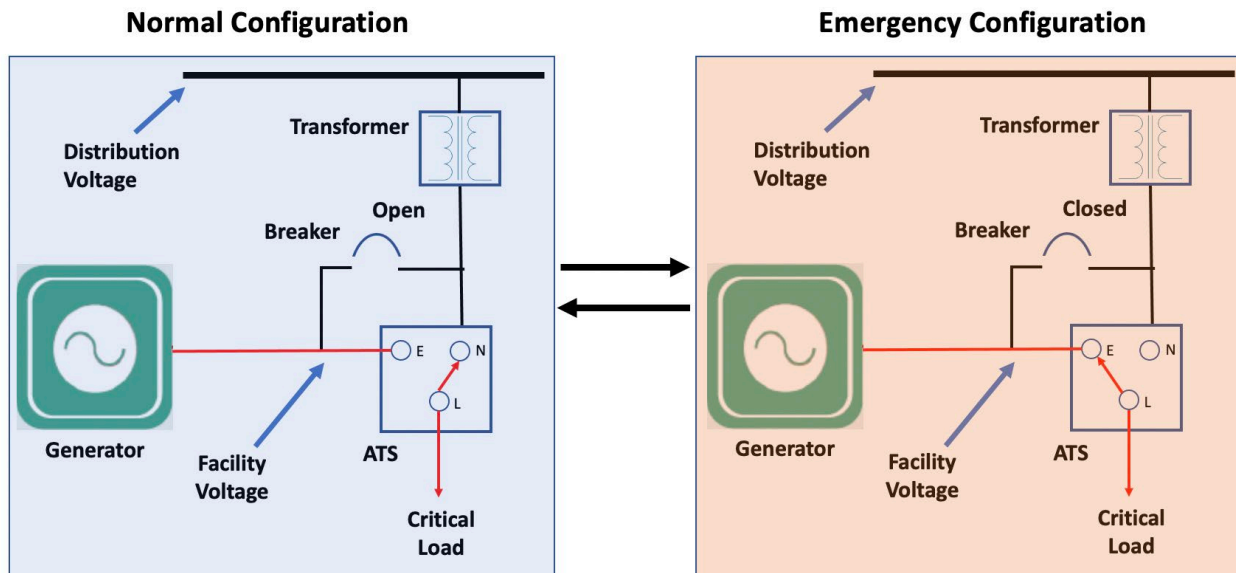 Normal Configuration
Transformer
Distribution
Voltage
Open
Breaker
E
N
L
Generator
ATS
Facility
Voltage
Critical
Load
Emergency Configuration
Transformer
Distribution
Voltage
Closed
Breaker
E
N
L
Generator
ATS
Facility
Voltage
Critical
Load